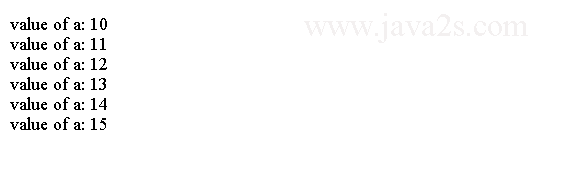 www.java2s.com
value of a: 10
value of a: 11
value of a: 12
value of a: 13
value of a: 14
value of a: 15